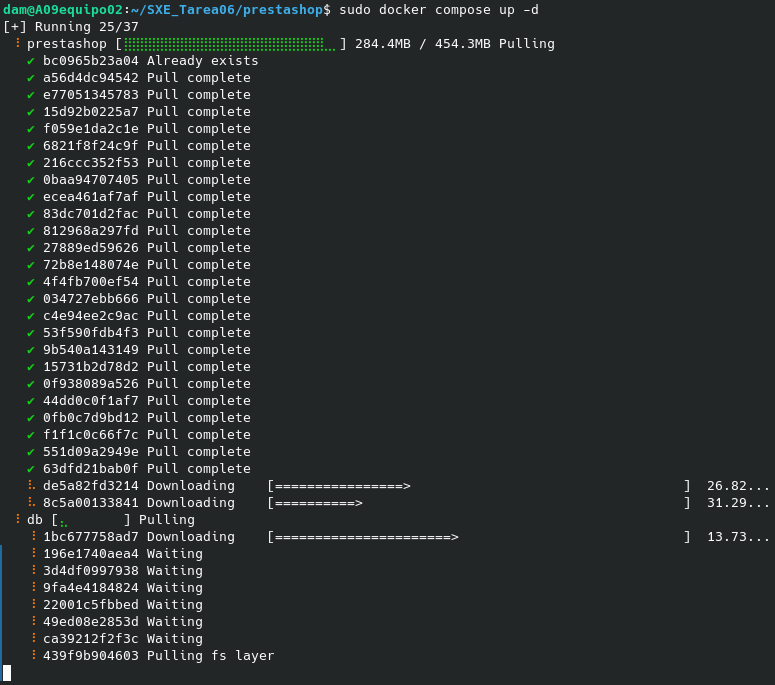 dam@A09equipo02:~/SXE_Tarea06/prestashop$ sudo docker compose up -d
[+] Running 25/37
⠸ prestashop [⣿⣿⣿⣿⣿⣿⣿⣿⣿⣿⣿⣿⣿⣿⣿⣿⣿⣿⣿⣿⣿⣿⣿⣿⣿⣀⣀] 284.4MB / 454.3MB Pulling
✔ bc0965b23a04 Already exists
✔ a56d4dc94542 Pull complete
✔ e77051345783 Pull complete
✔ 15d92b0225a7 Pull complete
✔ f059e1da2c1e Pull complete
✔ 6821f8f24c9f Pull complete
✔ 216ccc352f53 Pull complete
✔ 0baa94707405 Pull complete
✔ ecea461af7af Pull complete
✔ 83dc701d2fac Pull complete
✔ 812968a297fd Pull complete
✔ 27889ed59626 Pull complete
✔ 72b8e148074e Pull complete
✔ 4f4fb700ef54 Pull complete
✔ 034727ebb666 Pull complete
✔ c4e94ee2c9ac Pull complete
✔ 53f590fdb4f3 Pull complete
✔ 9b540a143149 Pull complete
✔ 15731b2d78d2 Pull complete
✔ 0f938089a526 Pull complete
✔ 44dd0c0f1af7 Pull complete
✔ 0fb0c7d9bd12 Pull complete
✔ f1f1c0c66f7c Pull complete
✔ 551d09a2949e Pull complete
✔ 63dfd21bab0f Pull complete
⠧ de5a82fd3214 Downloading [================>                                  ] 26.82...
⠧ 8c5a00133841 Downloading [==========>                                        ] 31.29...
⠸ db [⣄       ] Pulling
⠸ 1bc677758ad7 Downloading [======================>                            ] 13.73...
⠸ 196e1740aea4 Waiting
⠸ 3d4df0997938 Waiting
⠸ 9fa4e4184824 Waiting
⠸ 22001c5fbbed Waiting
⠸ 49ed08e2853d Waiting
⠸ ca39212f2f3c Waiting
⠸ 439f9b904603 Pulling fs layer